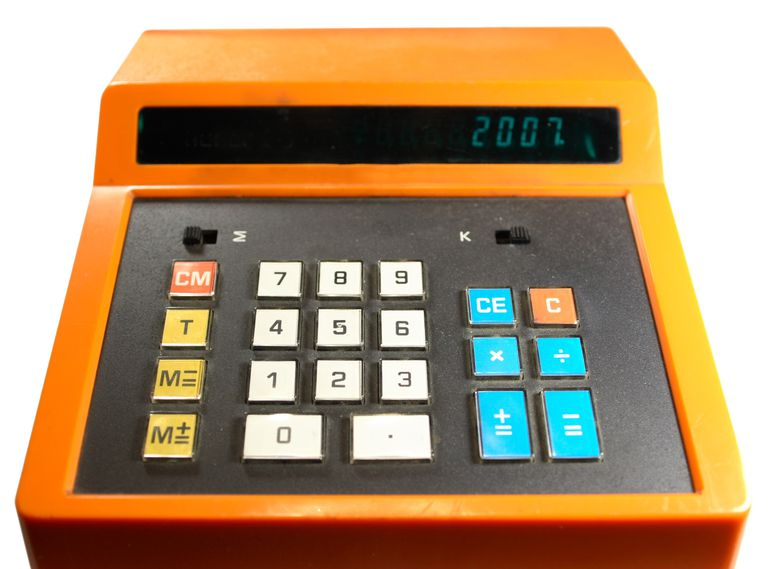 2007.
M K
CM 7 8 9 CE C
T 4 5 6 × ÷
M= 1 2 3
M± 0 . ± =